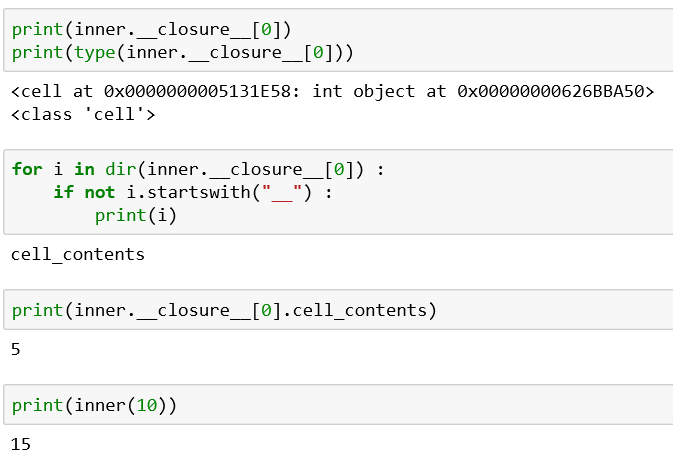 print(inner.__closure__[0])
print(type(inner.__closure__[0]))
<cell at 0x0000000005131E58: int object at 0x00000000626BBA50>
<class 'cell'>
for i in dir(inner.__closure__[0]) :
    if not i.startswith("__") :
        print(i)
cell_contents
print(inner.__closure__[0].cell_contents)
5
print(inner(10))
15